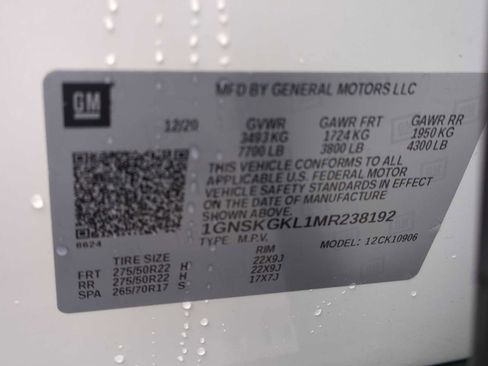 GM
MFD BY GENERAL MOTORS LLC
12/20 GVWR GAWR FRT GAWR RR
3493 KG 1724 KG 1950 KG
7700 LB 3800 LB 4300 LB
THIS VEHICLE CONFORMS TO ALL
APPLICABLE U.S. FEDERAL MOTOR
VEHICLE SAFETY STANDARDS IN EFFECT
ON THE DATE OF MANUFACTURE SHOWN ABOVE.
1GNSKGKL1MR238192
8624 TYPE M.P.V. MODEL: 12CK10906
TIRE SIZE RIM
FRT 275/50R22 H 22X9J
RR 275/50R22 H 22X9J
SPA 265/70R17 S 17X7J